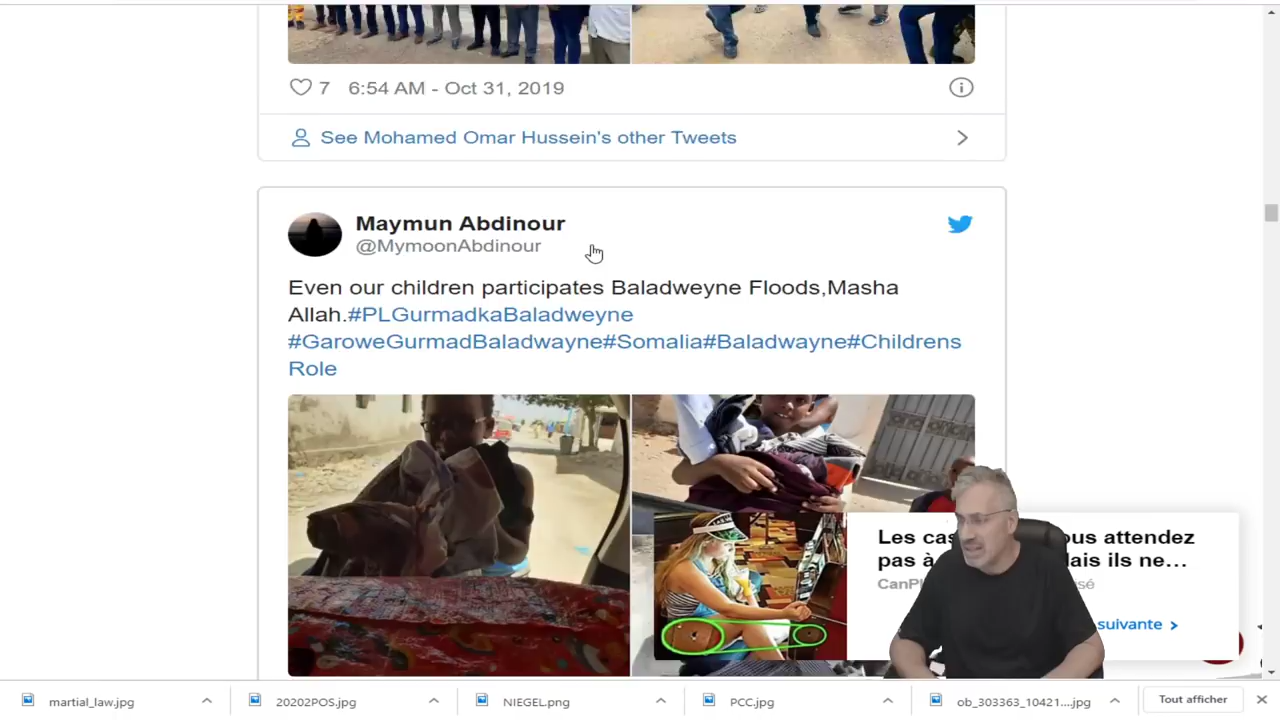 7 6:54 AM - Oct 31, 2019
See Mohamed Omar Hussein's other Tweets
Maymun Abdinour
@MymoonAbdinour
Even our children participates Baladweyne Floods,Masha
Allah.#PLGurmadkaBaladweyne
#GaroweGurmadBaladwayne#Somalia#Baladwayne#Childrens
Role
Les ous attendez
pas à ais ils ne…
suivante
martial_law.jpg
20202POS.jpg
NIEGEL.png
PCC.jpg
ob_303363_10421....jpg
Tout afficher